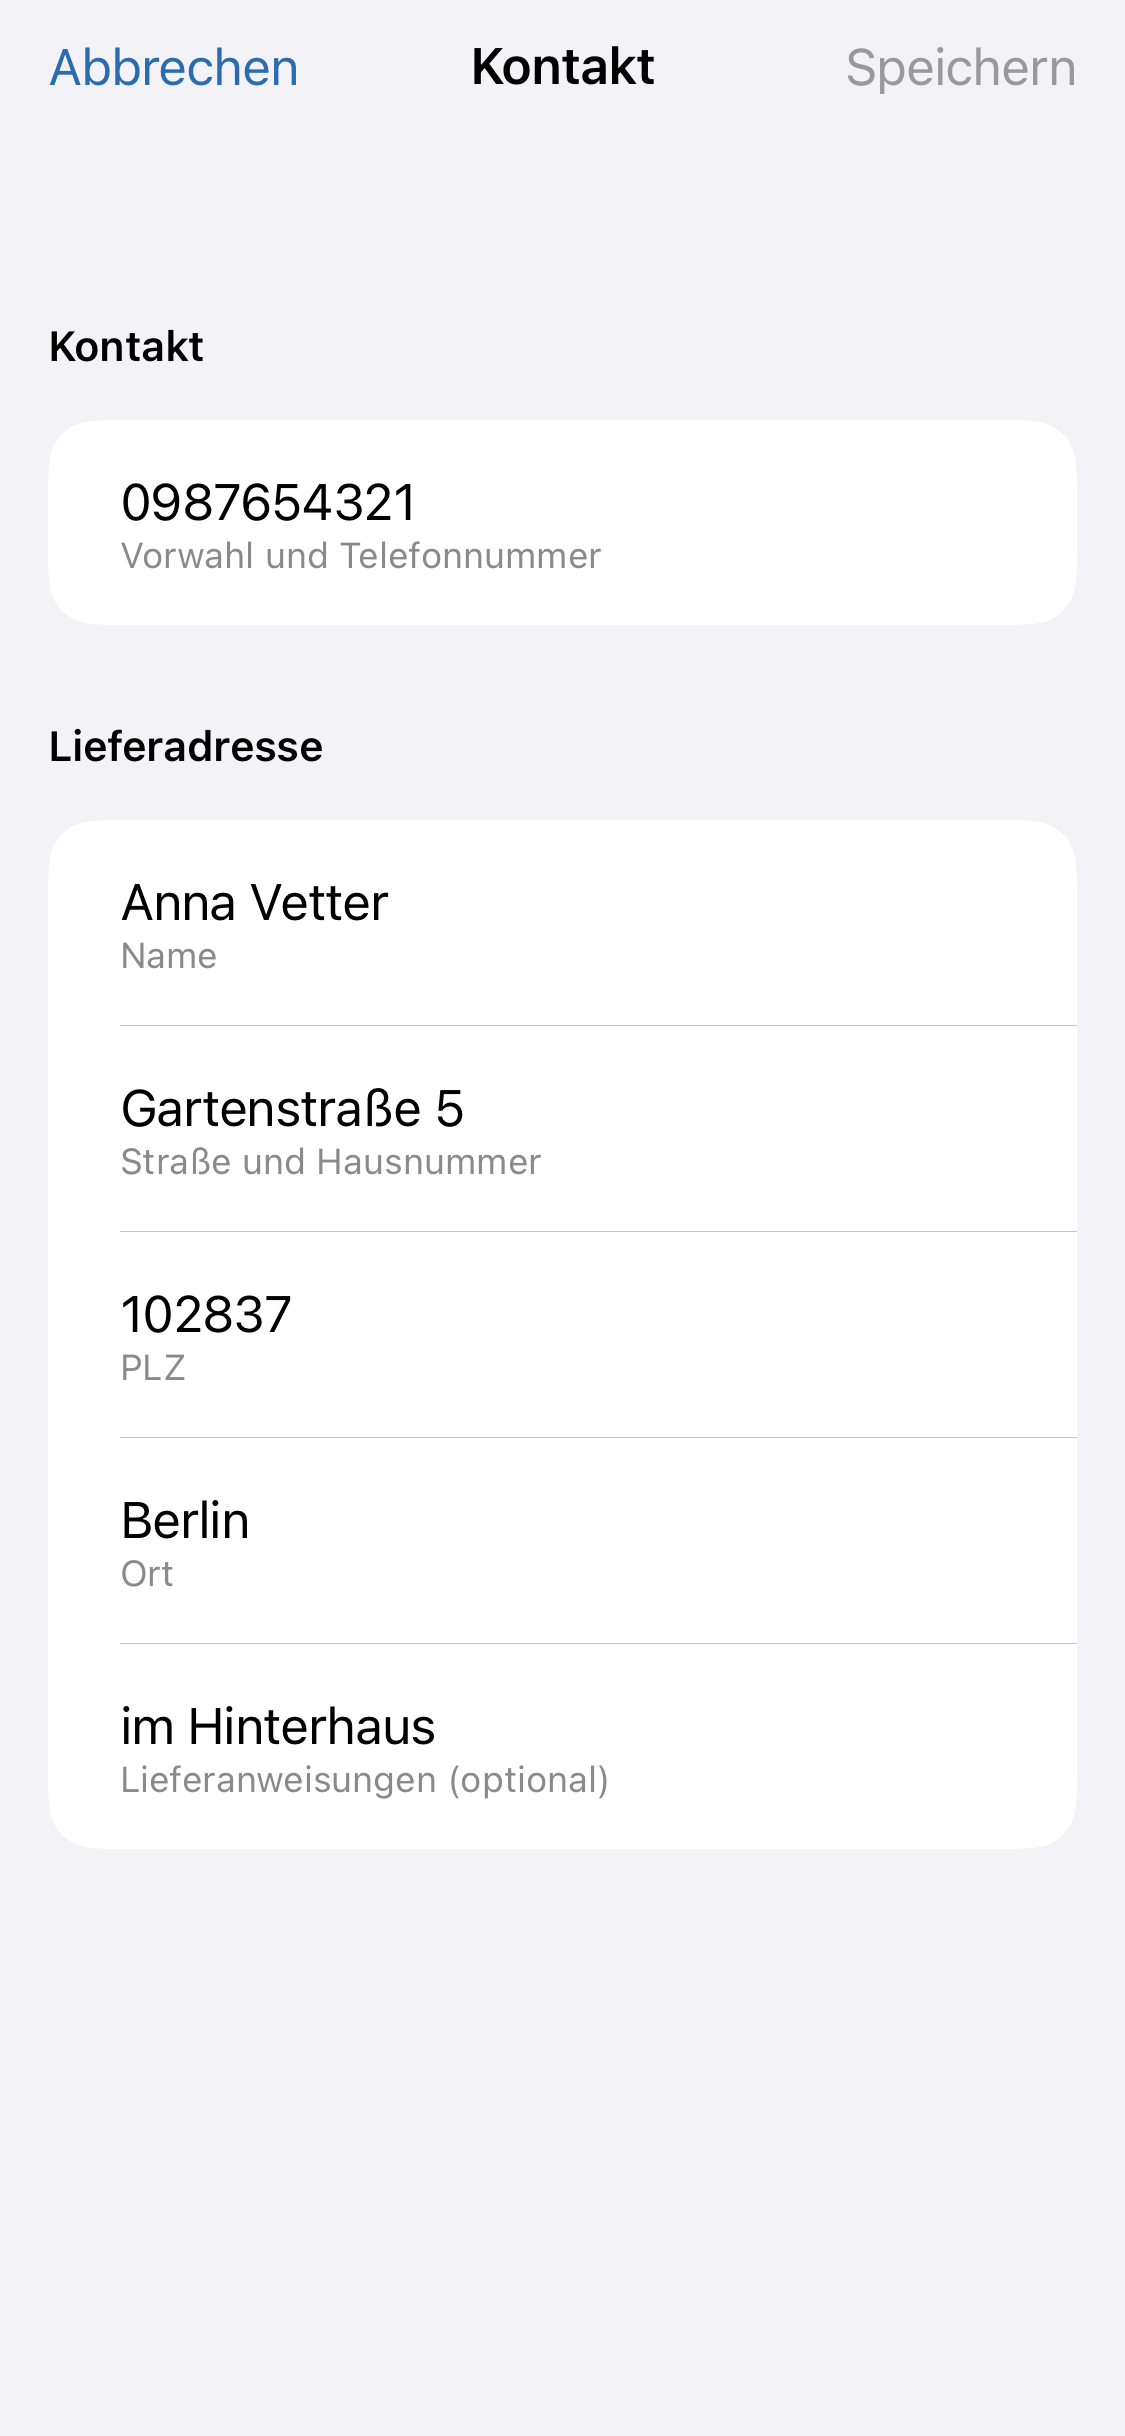 Abbrechen Kontakt Speichern
Kontakt
0987654321
Vorwahl und Telefonnummer
Lieferadresse
Anna Vetter
Name
Gartenstraße 5
Straße und Hausnummer
102837
PLZ
Berlin
Ort
im Hinterhaus
Lieferanweisungen (optional)